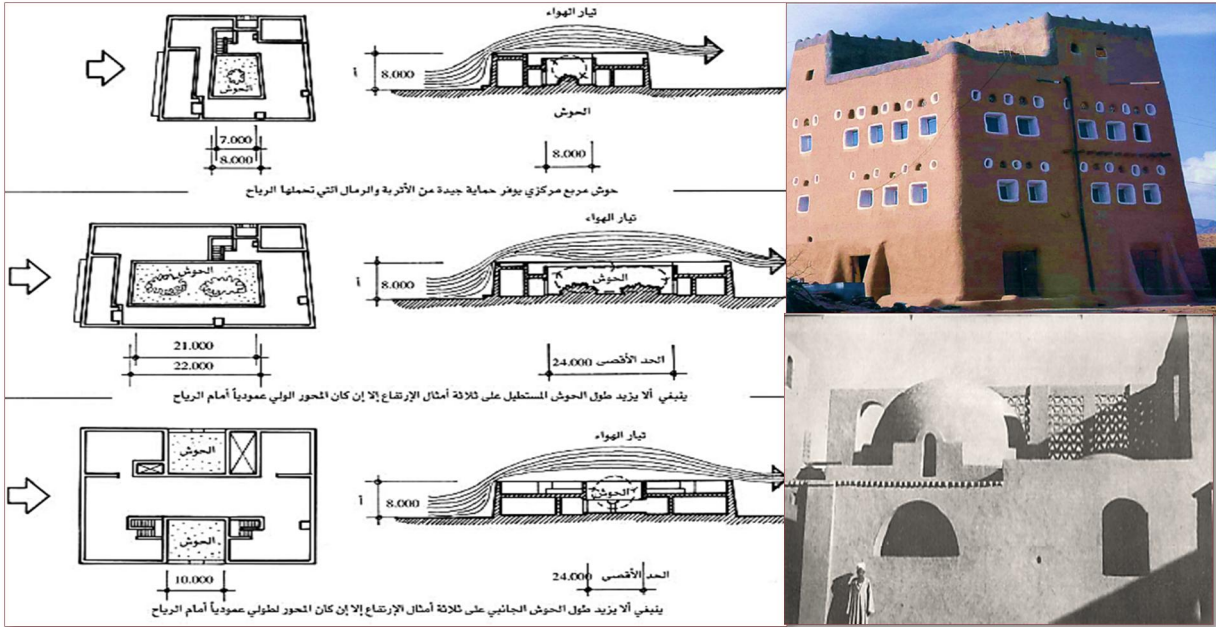 تيار الهواء
8.000
الحوش
7.000
8.000
الحوش
8.000
حوش مربع مركزي يوفر حماية جيدة من الأتربة والرمال التي تحملها الرياح
تيار الهواء
الحوش
الحوش
8.000
21.000
22.000
24.000 الحد الأقصى
ينبغي ألا يزيد طول الحوش المستطيل على ثلاثة أمثال الإرتفاع إلا إن كان المحور الولي عمودياً أمام الرياح
تيار الهواء
الحوش
الحوش
8.000
الحوش
10.000
24.000 الحد الأقصى
ينبغي ألا يزيد طول الحوش الجانبي على ثلاثة أمثال الإرتفاع إلا إن كان المحور لطولي عمودياً أمام الرياح